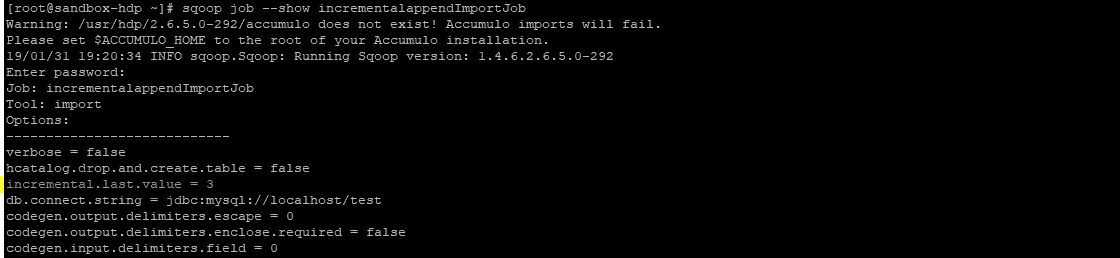 [root@sandbox-hdp ~]# sqoop job --show incrementalappendImportJob
Warning: /usr/hdp/2.6.5.0-292/accumulo does not exist! Accumulo imports will fail.
Please set $ACCUMULO_HOME to the root of your Accumulo installation.
19/01/31 19:20:34 INFO sqoop.Sqoop: Running Sqoop version: 1.4.6.2.6.5.0-292
Enter password:
Job: incrementalappendImportJob
Tool: import
Options:
----------------------------
verbose = false
hcatalog.drop.and.create.table = false
incremental.last.value = 3
db.connect.string = jdbc:mysql://localhost/test
codegen.output.delimiters.escape = 0
codegen.output.delimiters.enclose.required = false
codegen.input.delimiters.field = 0